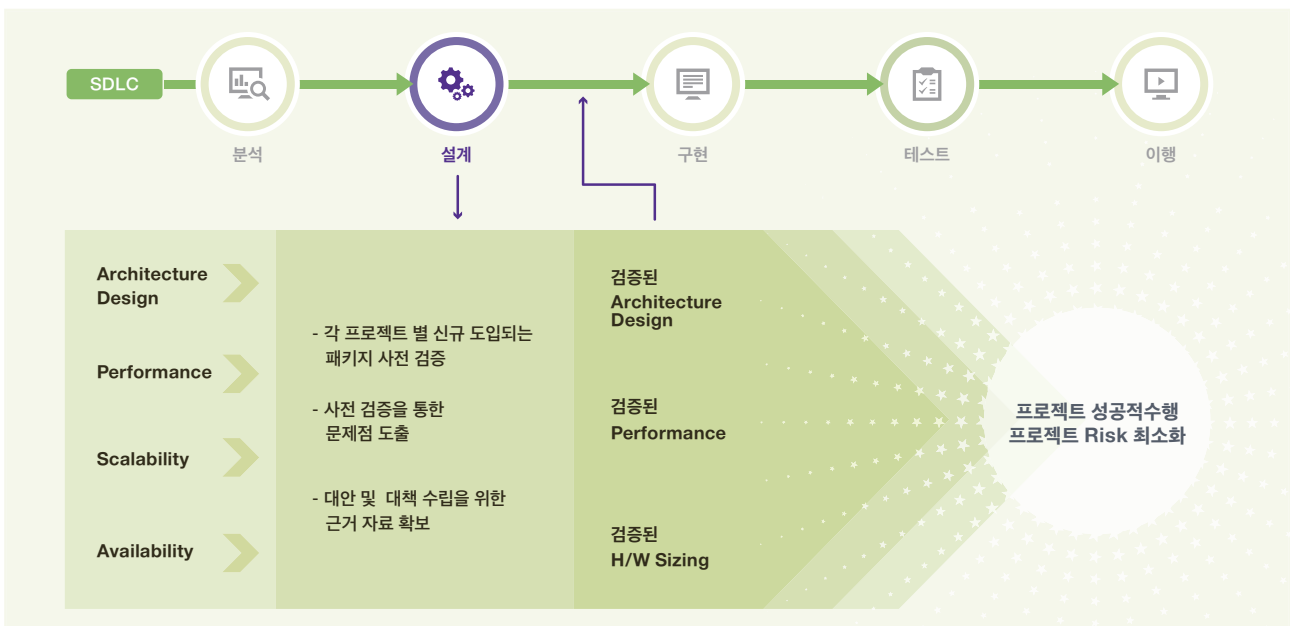 SDLC
분석
설계
구현
테스트
이행
Architecture
Design
Performance
Scalability
Availability
- 각 프로젝트 별 신규 도입되는
패키지 사전 검증
- 사전 검증을 통한
문제점 도출
- 대안 및 대책 수립을 위한
근거 자료 확보
검증된
Architecture
Design
검증된
Performance
검증된
H/W Sizing
프로젝트 성공적수행
프로젝트 Risk 최소화